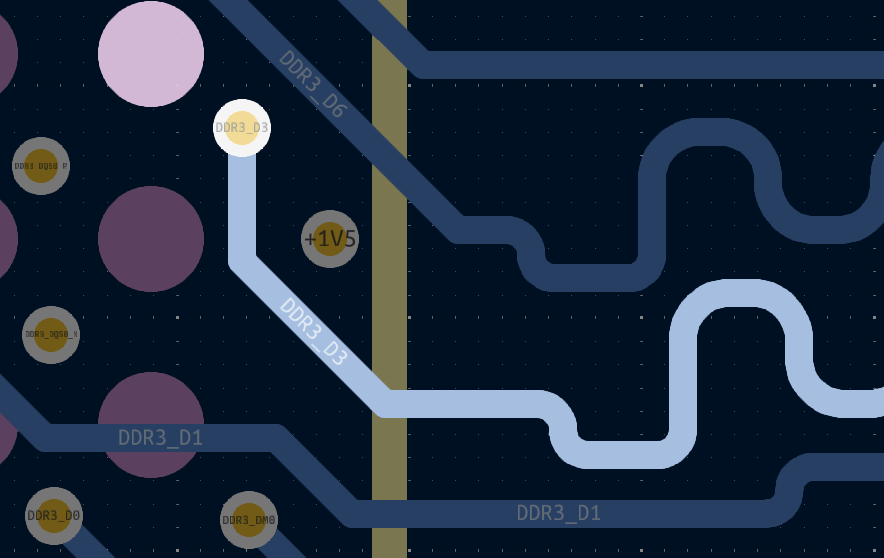 DDR3_D6
DDR3_D3
DDR3_DQS0_P
+1V5
DDR3_D3
DDR3_DQS0_N
DDR3_D1
DDR3_D0
DDR3_DM0
DDR3_D1